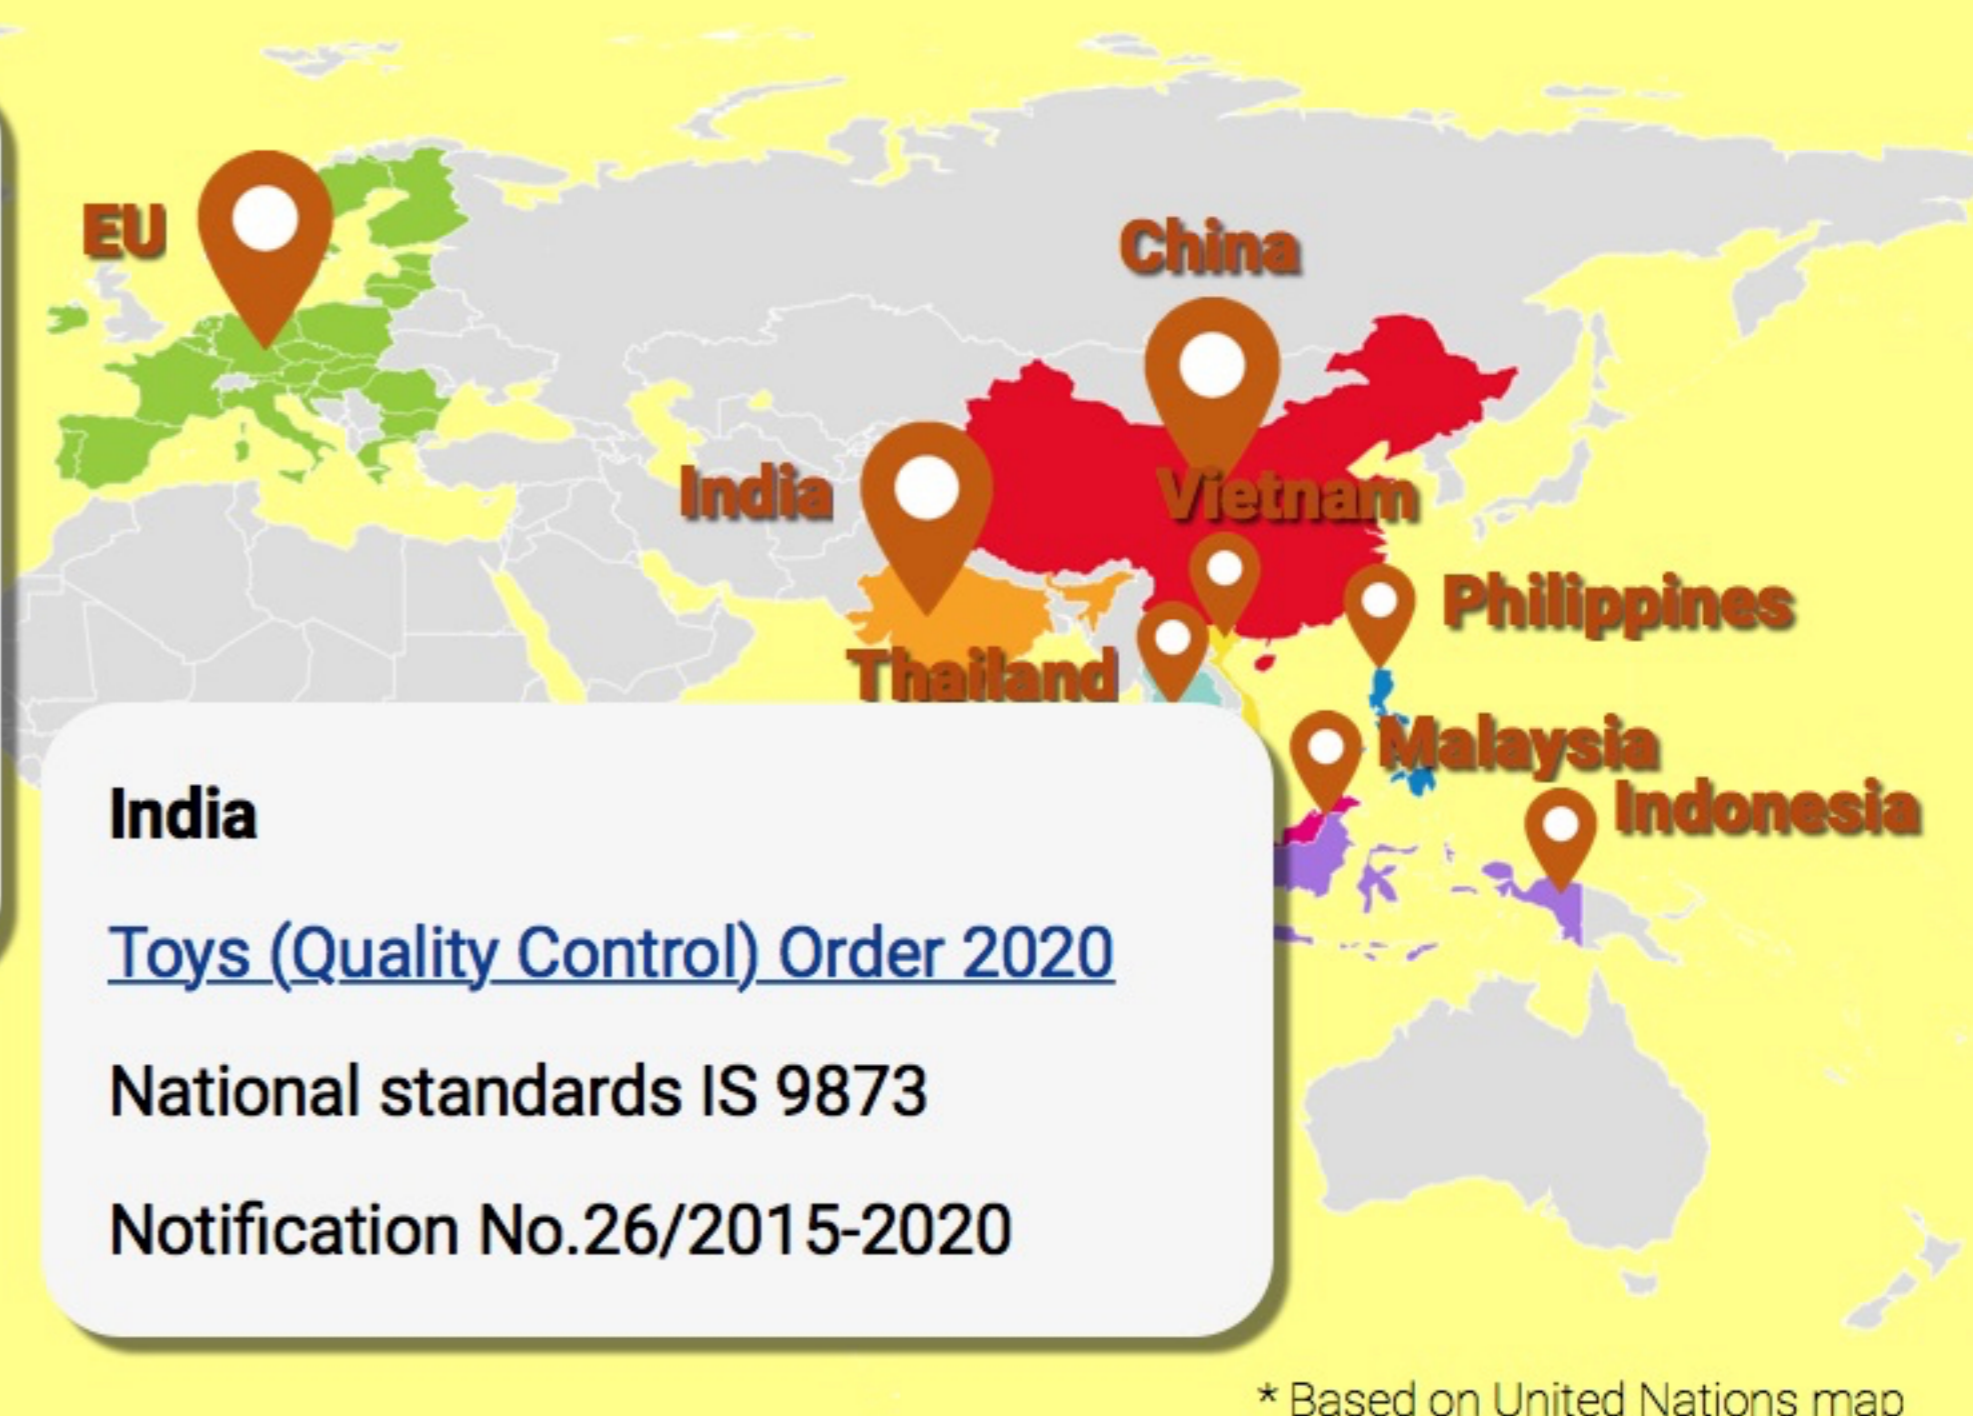 EU
China
India
Vietnam
Philippines
Thailand
Malaysia
Indonesia
India
Toys (Quality Control) Order 2020
National standards IS 9873
Notification No.26/2015-2020
* Based on United Nations map